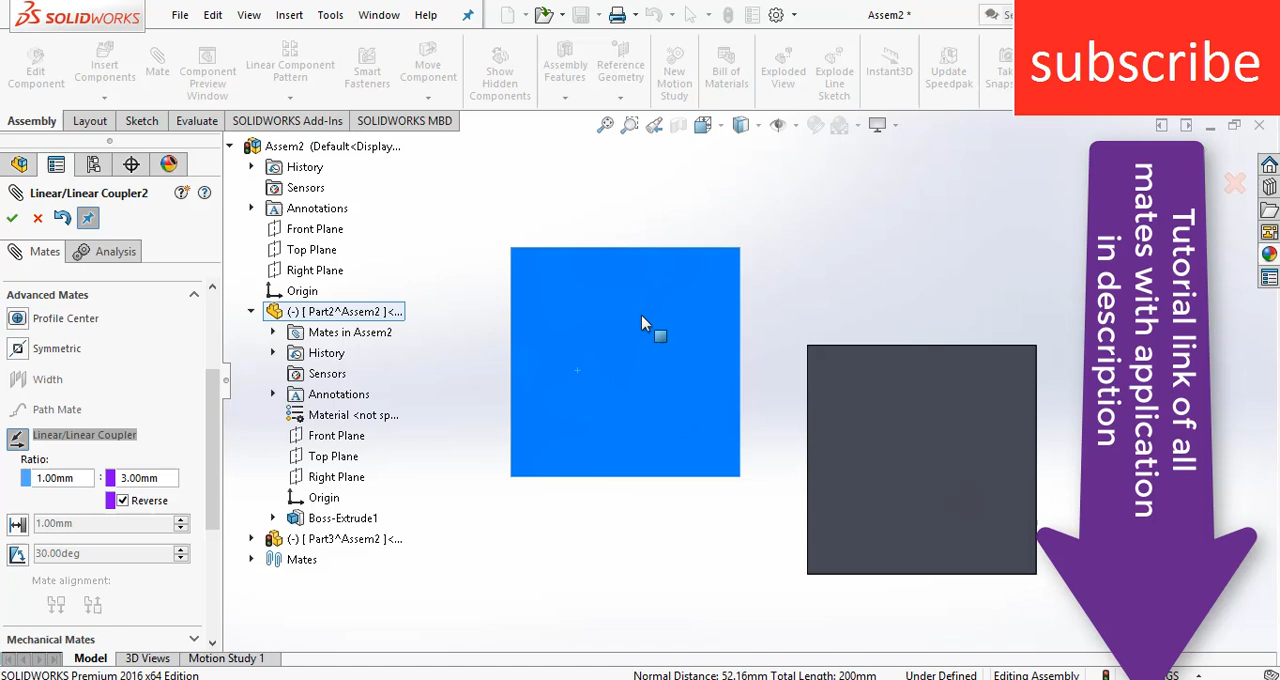 SOLIDWORKS
File Edit View Insert Tools Window Help
Assem2 *
subscribe
Edit Component
Insert Components
Mate
Component Preview Window
Linear Component Pattern
Smart Fasteners
Move Component
Show Hidden Components
Assembly Features
Reference Geometry
New Motion Study
Bill of Materials
Exploded View
Explode Line Sketch
Instant3D
Update Speedpak
Assembly Layout Sketch Evaluate SOLIDWORKS Add-Ins SOLIDWORKS MBD
Linear/Linear Coupler2
Mates Analysis
Advanced Mates
Profile Center
Symmetric
Width
Path Mate
Linear/Linear Coupler
Ratio:
1.00mm : 3.00mm
Reverse
1.00mm
30.00deg
Mate alignment:
Mechanical Mates
Assem2 (Default<Display...
History
Sensors
Annotations
Front Plane
Top Plane
Right Plane
Origin
(-) [ Part2^Assem2 ]<...
Mates in Assem2
History
Sensors
Annotations
Material <not sp...
Front Plane
Top Plane
Right Plane
Origin
Boss-Extrude1
(-) [ Part3^Assem2 ]<...
Mates
Tutorial link of all
mates with application
in description
Model 3D Views Motion Study 1
SOLIDWORKS Premium 2016 x64 Edition
Normal Distance: 52.16mm Total Length: 200mm Under Defined Editing Assembly